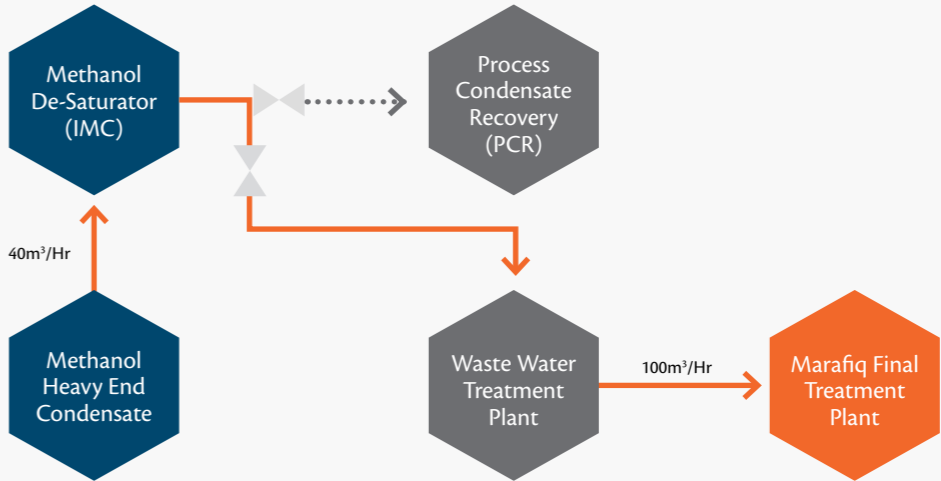 Methanol
De-Saturator
(IMC)
Process
Condensate
Recovery
(PCR)
40m³/Hr
Methanol
Heavy End
Condensate
Waste Water
Treatment
Plant
100m³/Hr
Marafiq Final
Treatment
Plant